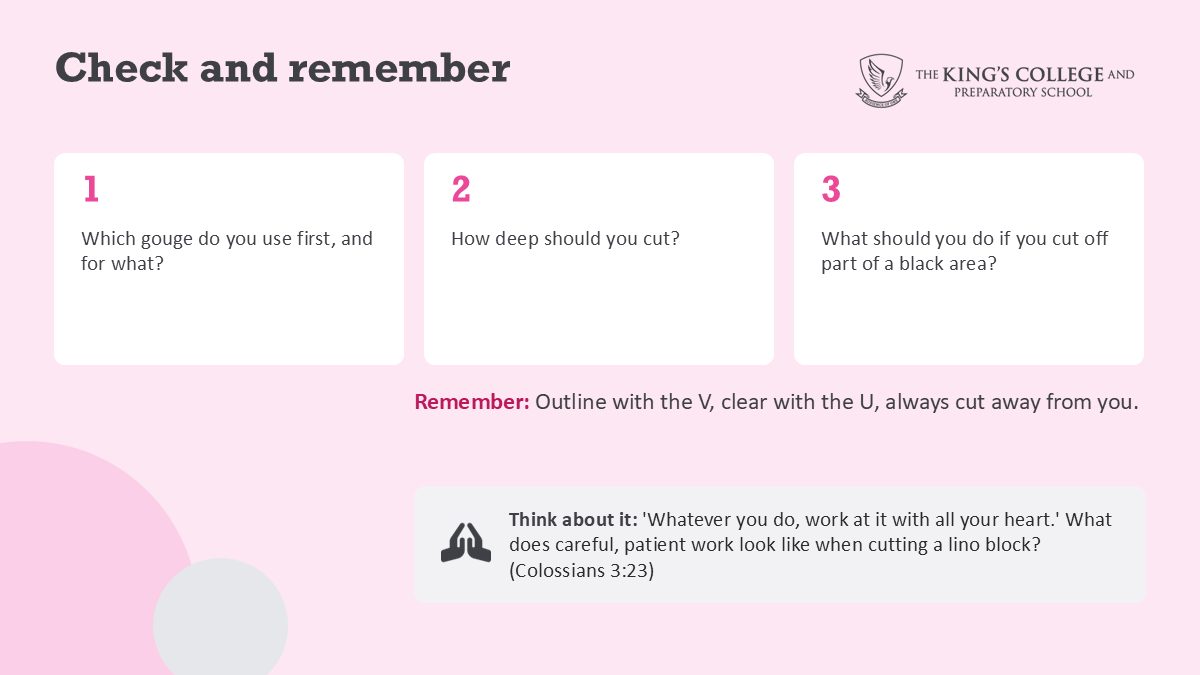 Check and remember
THE KING'S COLLEGE AND
PREPARATORY SCHOOL
1
Which gouge do you use first, and
for what?
2
How deep should you cut?
3
What should you do if you cut off
part of a black area?
Remember: Outline with the V, clear with the U, always cut away from you.
Think about it: 'Whatever you do, work at it with all your heart.' What
does careful, patient work look like when cutting a lino block?
(Colossians 3:23)